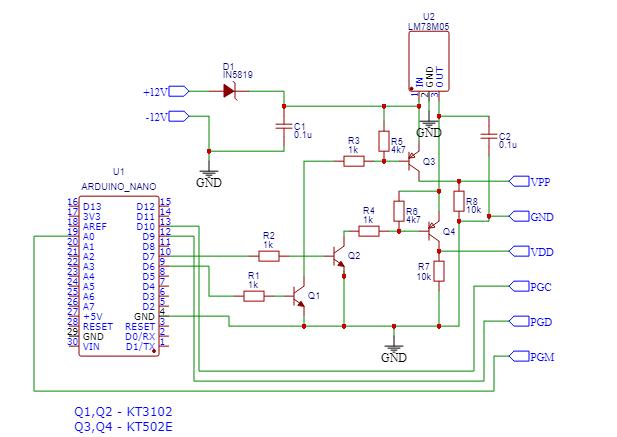 U2
LM78M05
IN
GND
OUT
1
2
3
D1
IN5819
+12V
-12V
C1
0.1u
GND
GND
R3
1k
R5
4k7
Q3
C2
0.1u
U1
ARDUINO_NANO
16 D13 D12 15
17 3V3 D11 14
18 AREF D10 13
19 A0 D9 12
20 A1 D8 11
21 A2 D7 10
22 A3 D6 9
23 A4 D5 8
24 A5 D4 7
25 A6 D3 6
26 A7 D2 5
27 +5V GND 4
28 RESET RESET 3
29 GND D0/RX 2
30 VIN D1/TX 1
R2
1k
R1
1k
Q2
Q1
R4
1k
R6
4k7
Q4
R8
10k
R7
10k
GND
VPP
GND
VDD
PGC
PGD
PGM
Q1,Q2 - KT3102
Q3,Q4 - KT502E